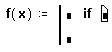 f(x) := | ▪ if ▯
▪